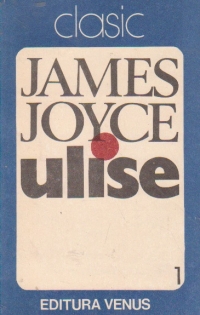 clasic
JAMES
JOYCE
ulise
1
EDITURA VENUS